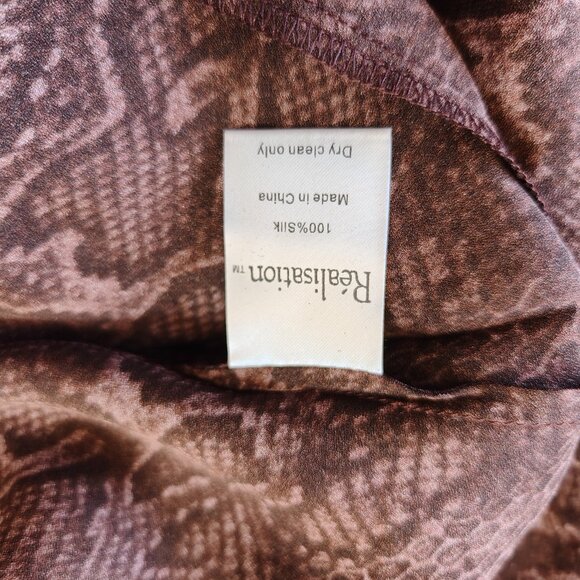 Réalisation™
100%Silk
Made in China
Dry clean only